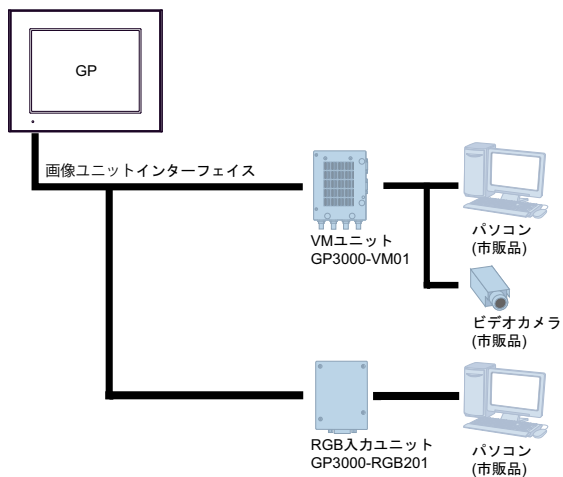 GP
画像ユニットインターフェイス
VMユニット
GP3000-VM01
パソコン
(市販品)
ビデオカメラ
(市販品)
RGB入力ユニット
GP3000-RGB201
パソコン
(市販品)